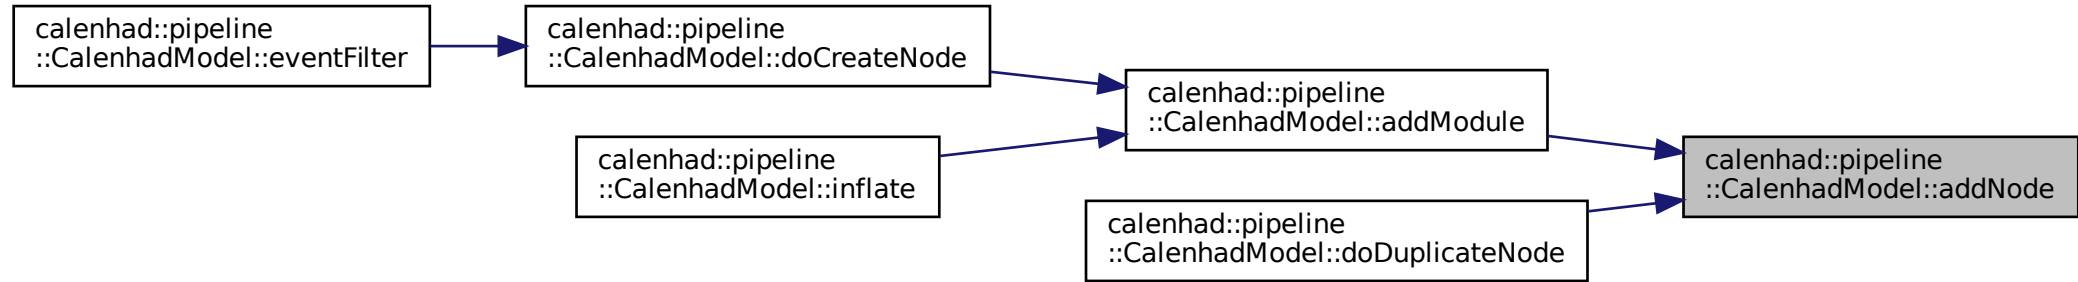 calenhad::pipeline
::CalenhadModel::eventFilter
calenhad::pipeline
::CalenhadModel::doCreateNode
calenhad::pipeline
::CalenhadModel::addModule
calenhad::pipeline
::CalenhadModel::inflate
calenhad::pipeline
::CalenhadModel::addNode
calenhad::pipeline
::CalenhadModel::doDuplicateNode